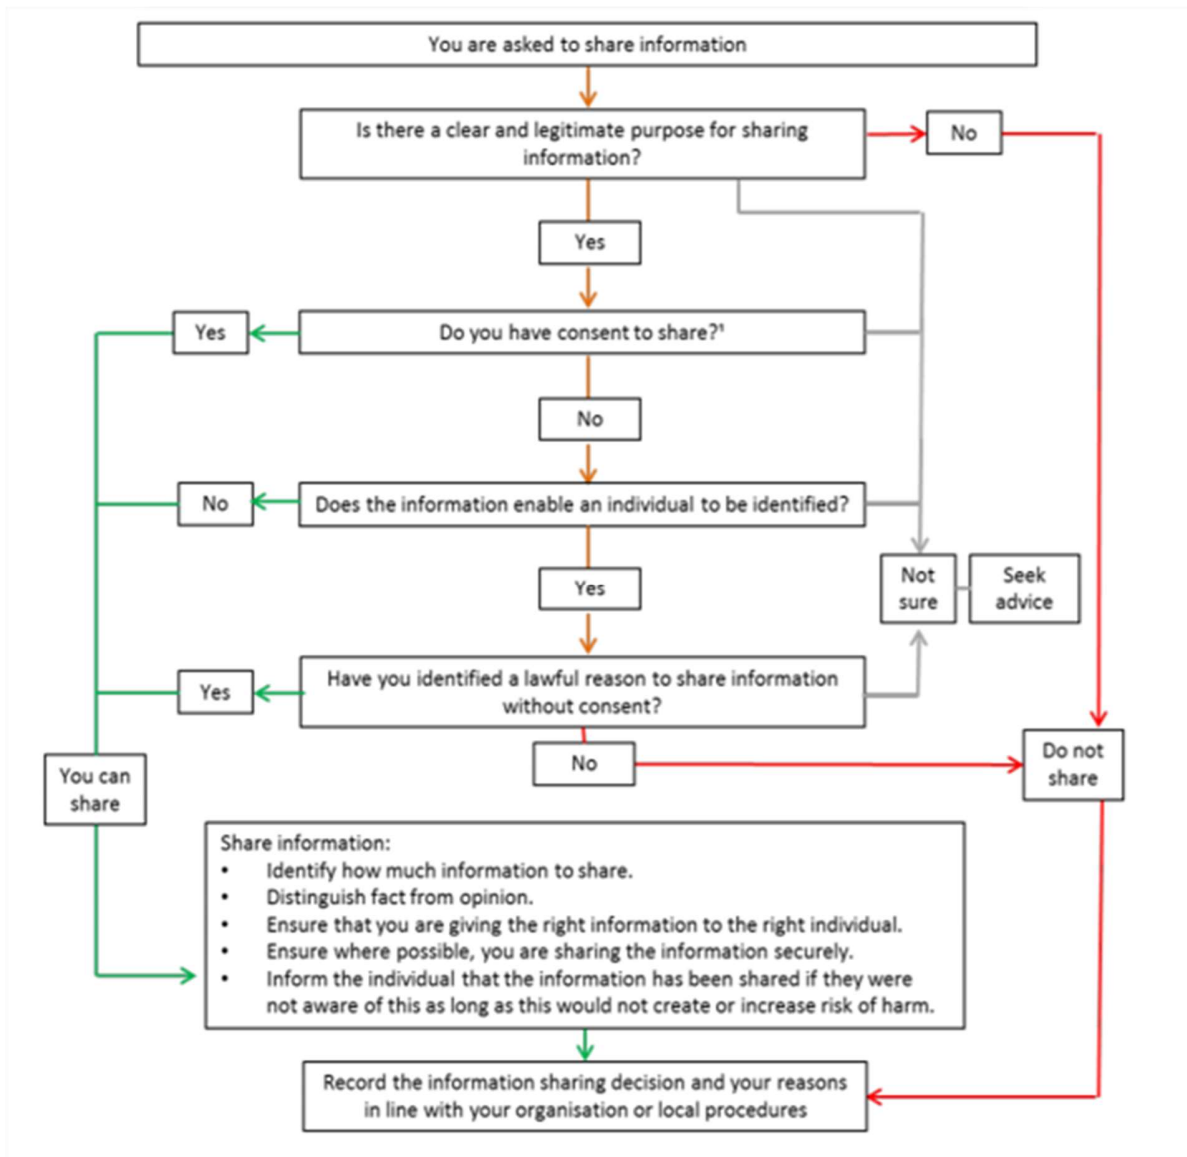 You are asked to share information
Is there a clear and legitimate purpose for sharing
information?
No
Yes
Yes
Do you have consent to share?¹
No
No
Does the information enable an individual to be identified?
Not
sure
Seek
advice
Yes
Yes
Have you identified a lawful reason to share information
without consent?
No
Do not
share
You can
share
Share information:
• Identify how much information to share.
• Distinguish fact from opinion.
• Ensure that you are giving the right information to the right individual.
• Ensure where possible, you are sharing the information securely.
• Inform the individual that the information has been shared if they were
not aware of this as long as this would not create or increase risk of harm.
Record the information sharing decision and your reasons
in line with your organisation or local procedures